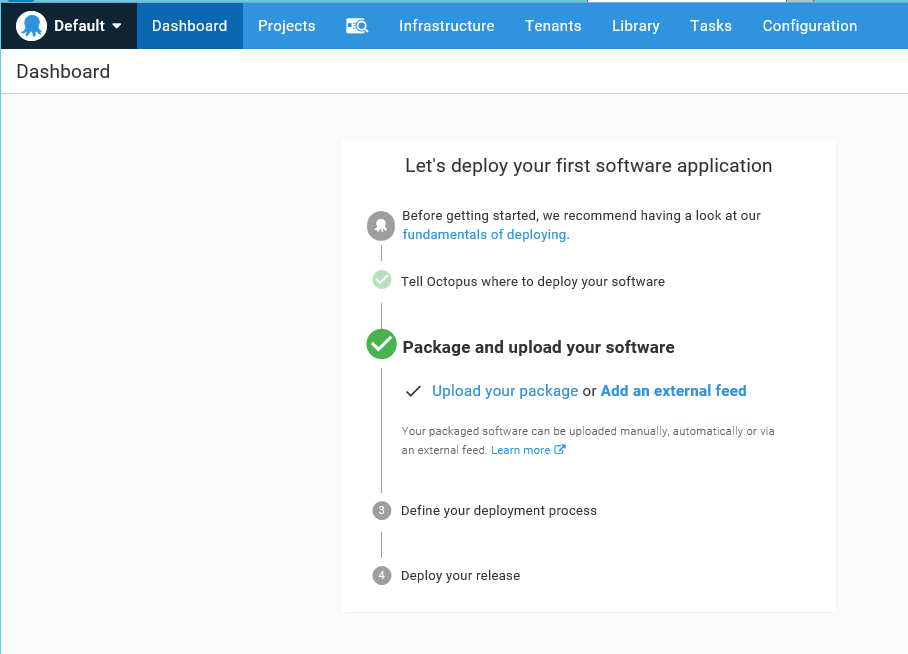 Default Dashboard Projects Infrastructure Tenants Library Tasks Configuration
Dashboard
Let's deploy your first software application
Before getting started, we recommend having a look at our
fundamentals of deploying.
Tell Octopus where to deploy your software
Package and upload your software
Upload your package or Add an external feed
Your packaged software can be uploaded manually, automatically or via
an external feed. Learn more
3 Define your deployment process
4 Deploy your release